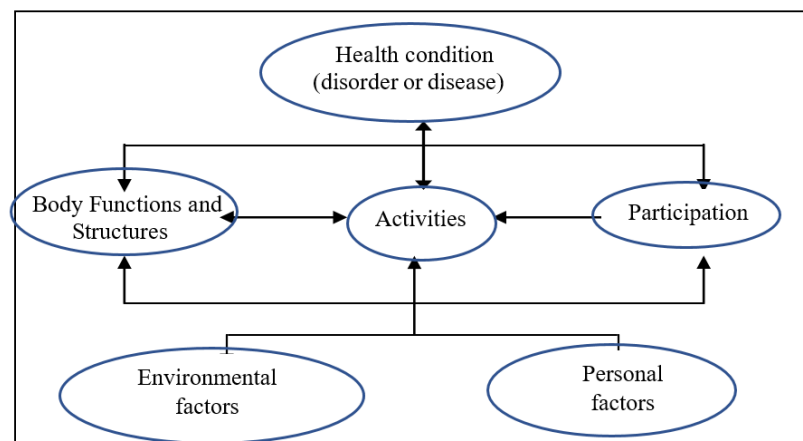 Health condition
(disorder or disease)
Body Functions and
Structures
Activities
Participation
Environmental
factors
Personal
factors